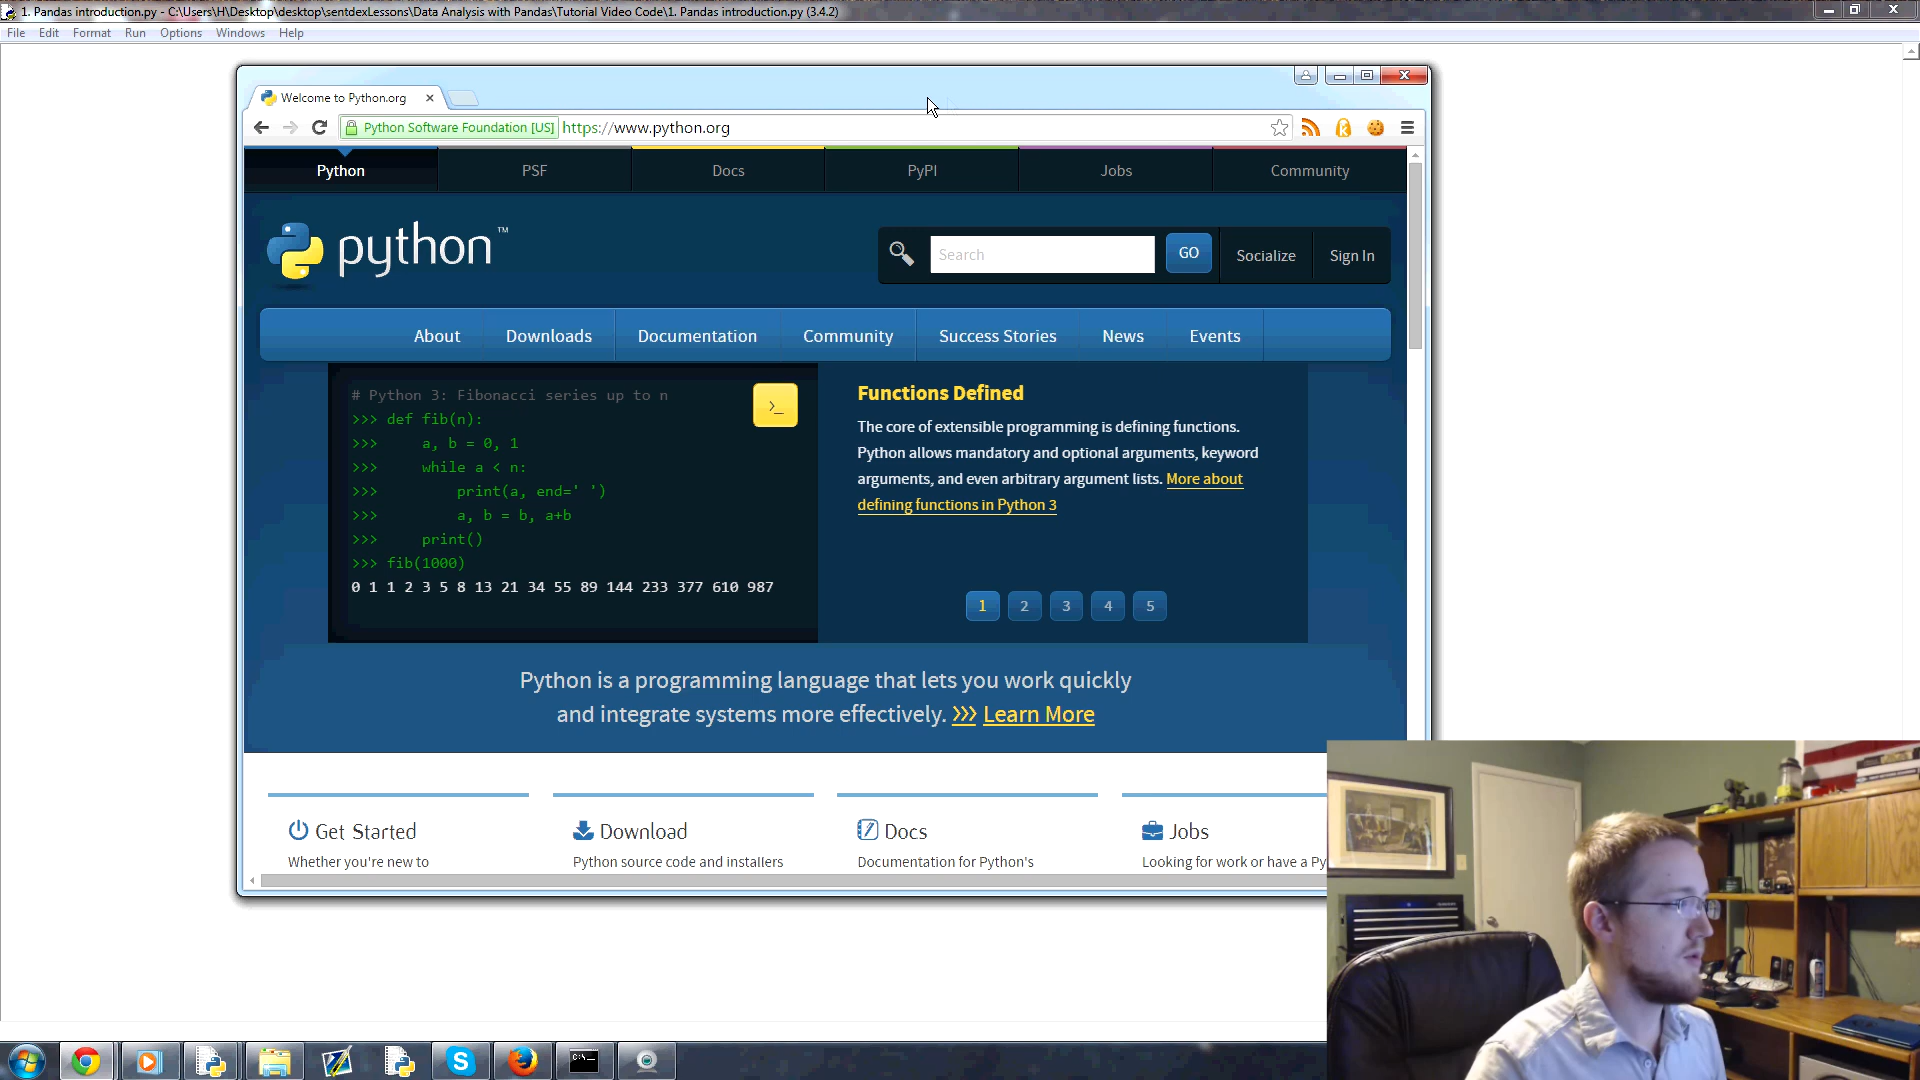 1. Pandas introduction.py - C:\Users\H\Desktop\desktop\sentdexLessons\Data Analysis with Pandas\Tutorial Video Code\1. Pandas introduction.py (3.4.2)
File Edit Format Run Options Windows Help
Welcome to Python.org
Python Software Foundation [US] https://www.python.org
Python PSF Docs PyPI Jobs Community
python™
Search GO Socialize Sign In
About Downloads Documentation Community Success Stories News Events
# Python 3: Fibonacci series up to n
>>> def fib(n):
>>> a, b = 0, 1
>>> while a < n:
>>> print(a, end=' ')
>>> a, b = b, a+b
>>> print()
>>> fib(1000)
0 1 1 2 3 5 8 13 21 34 55 89 144 233 377 610 987
>_
Functions Defined
The core of extensible programming is defining functions.
Python allows mandatory and optional arguments, keyword
arguments, and even arbitrary argument lists. More about
defining functions in Python 3
1 2 3 4 5
Python is a programming language that lets you work quickly
and integrate systems more effectively. >>> Learn More
Get Started
Whether you're new to
Download
Python source code and installers
Docs
Documentation for Python's
Jobs
Looking for work or have a Py
C:\_